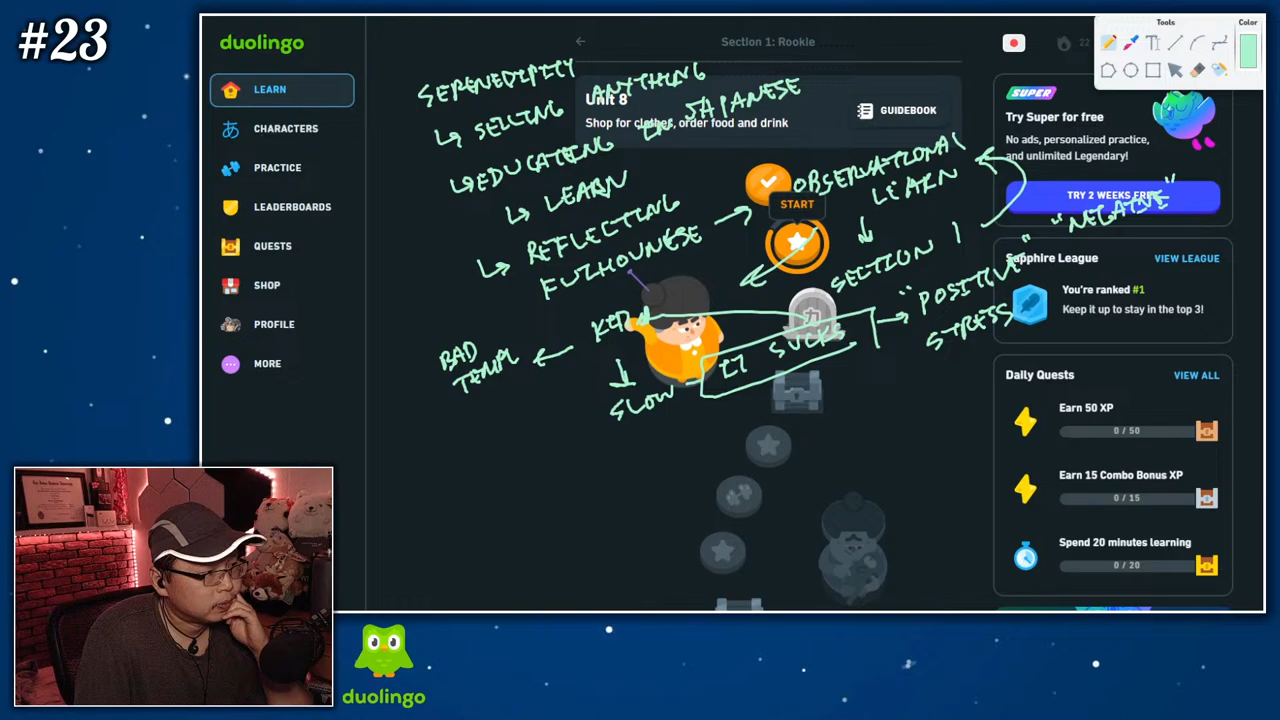 #23
duolingo
LEARN
CHARACTERS
PRACTICE
LEADERBOARDS
QUESTS
SHOP
PROFILE
MORE
Section 1: Rookie
22
Unit 8
Shop for clothes, order food and drink
GUIDEBOOK
START
SERENEDIPITY
↳ SELLING ANYTHING
↳ EDUCATING IN JAPANESE
↳ LEARN
↳ REFLECTING
→ OBSERVATIONAL
LEARN
↓
SECTION 1
KID
BAD
TEMPL
SLOW
IT SUCKS
→ "POSITIVE" "NEGATIVE"
STRESS
Tools
Color
SUPER
Try Super for free
No ads, personalized practice,
and unlimited Legendary!
TRY 2 WEEKS FREE
Sapphire League
VIEW LEAGUE
You're ranked #1
Keep it up to stay in the top 3!
Daily Quests
VIEW ALL
Earn 50 XP
0 / 50
Earn 15 Combo Bonus XP
0 / 15
Spend 20 minutes learning
0 / 20
duolingo